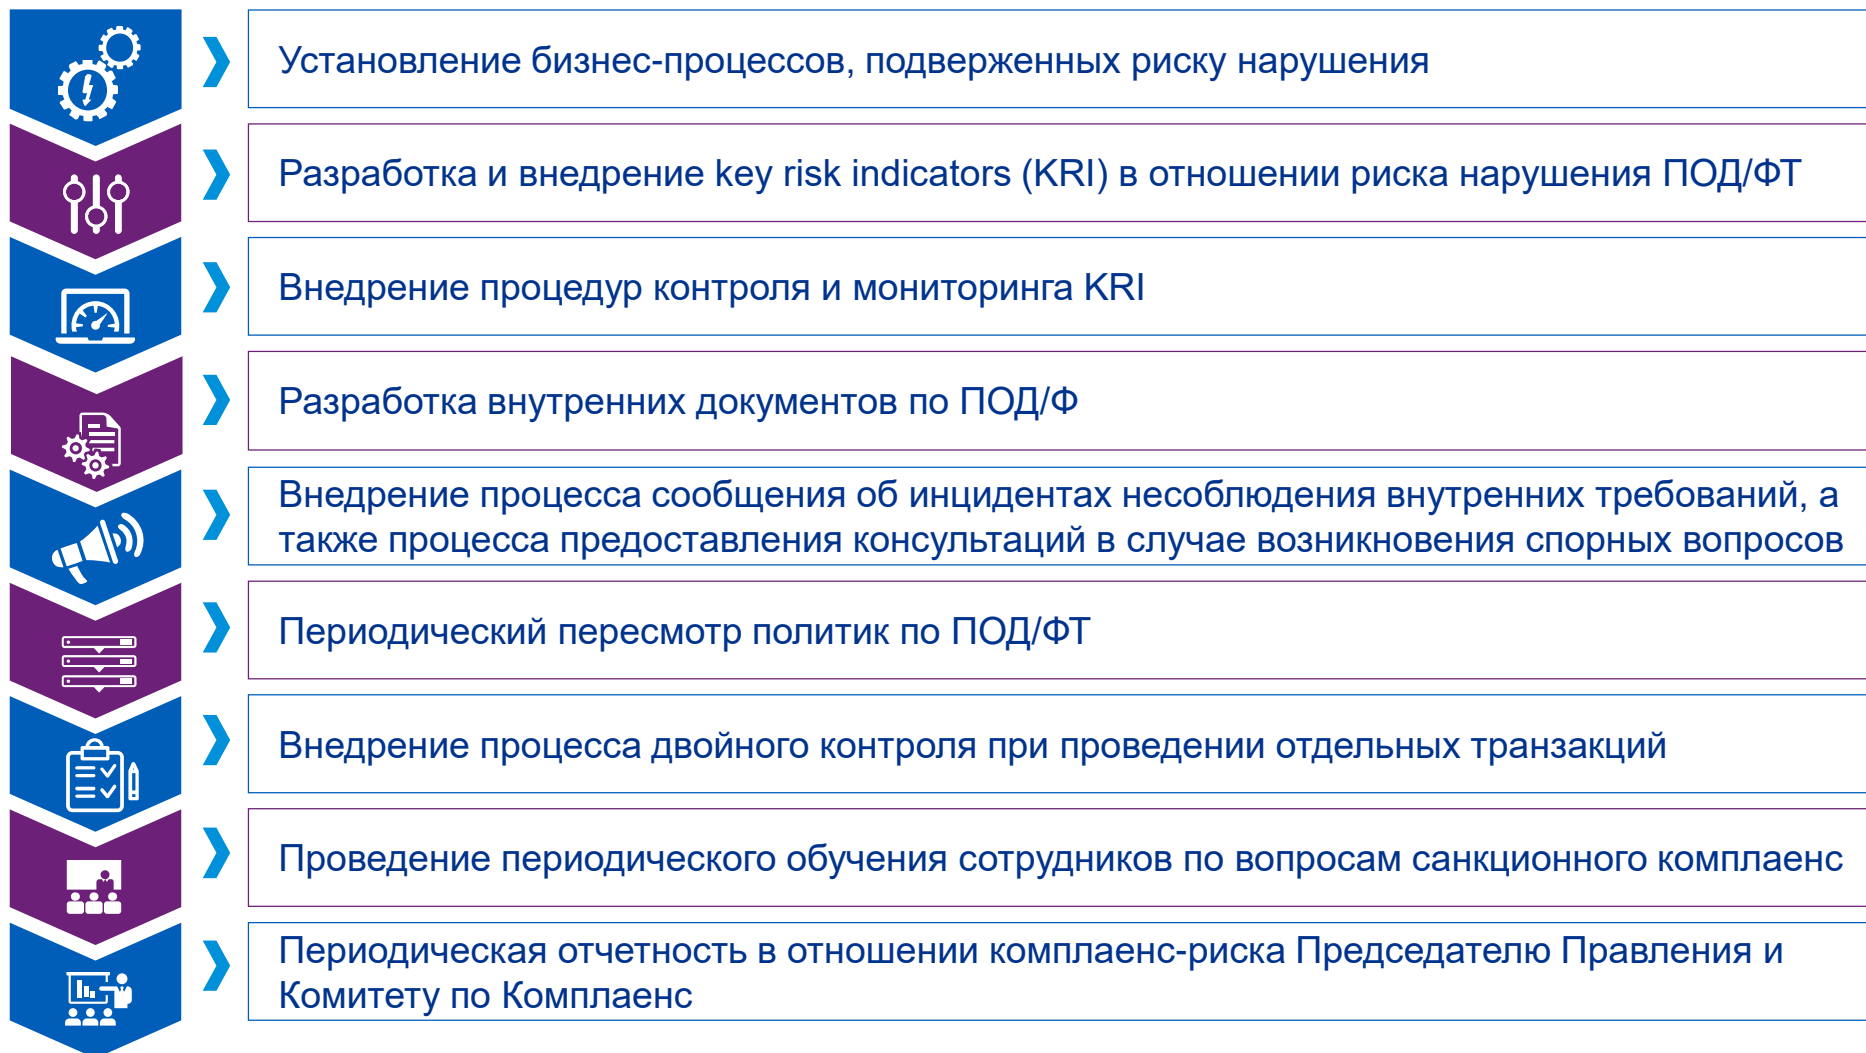 Установление бизнес-процессов, подверженных риску нарушения
Разработка и внедрение key risk indicators (KRI) в отношении риска нарушения ПОД/ФТ
Внедрение процедур контроля и мониторинга KRI
Разработка внутренних документов по ПОД/Ф
Внедрение процесса сообщения об инцидентах несоблюдения внутренних требований, а
также процесса предоставления консультаций в случае возникновения спорных вопросов
Периодический пересмотр политик по ПОД/ФТ
Внедрение процесса двойного контроля при проведении отдельных транзакций
Проведение периодического обучения сотрудников по вопросам санкционного комплаенс
Периодическая отчетность в отношении комплаенс-риска Председателю Правления и
Комитету по Комплаенс